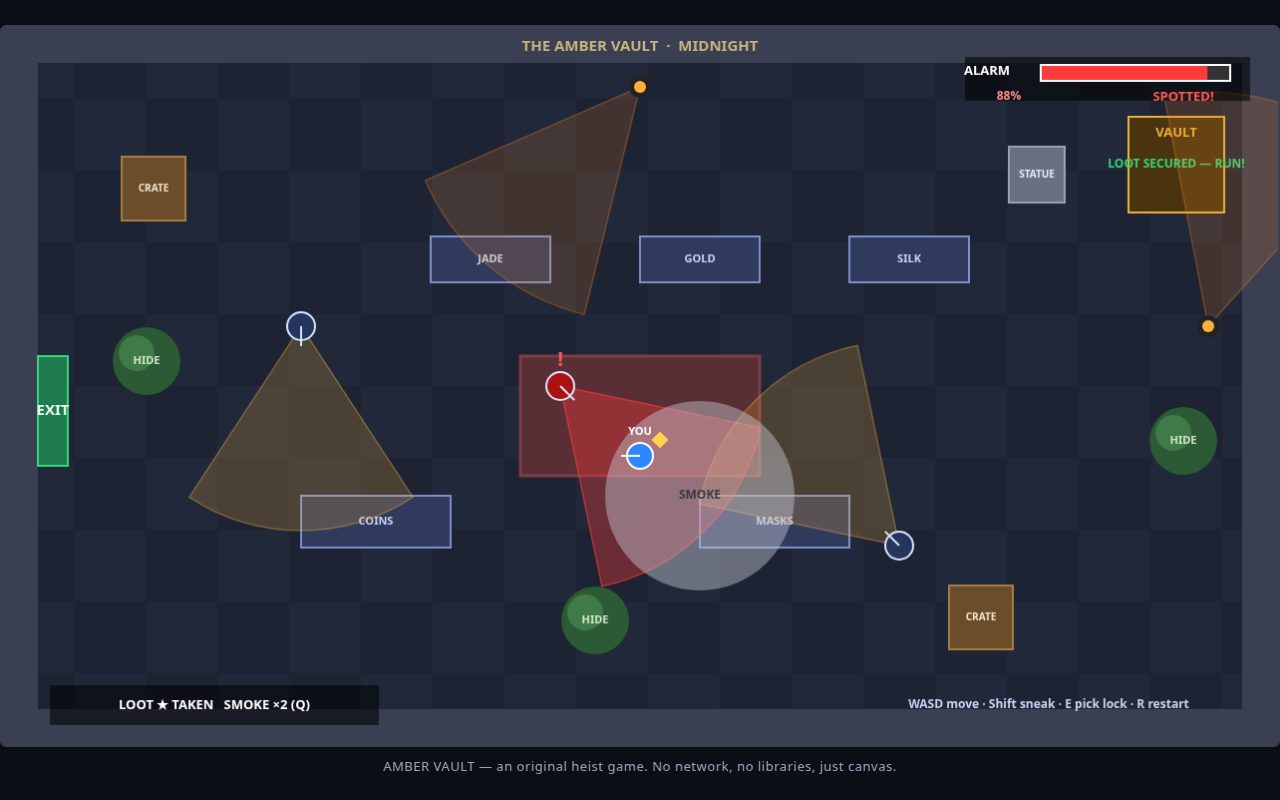 THE AMBER VAULT · MIDNIGHT
ALARM
88%
SPOTTED!
VAULT
LOOT SECURED — RUN!
CRATE
STATUE
JADE
GOLD
SILK
HIDE
EXIT
!
YOU
HIDE
SMOKE
COINS
MASKS
HIDE
CRATE
LOOT ★ TAKEN SMOKE ×2 (Q)
WASD move · Shift sneak · E pick lock · R restart
AMBER VAULT — an original heist game. No network, no libraries, just canvas.